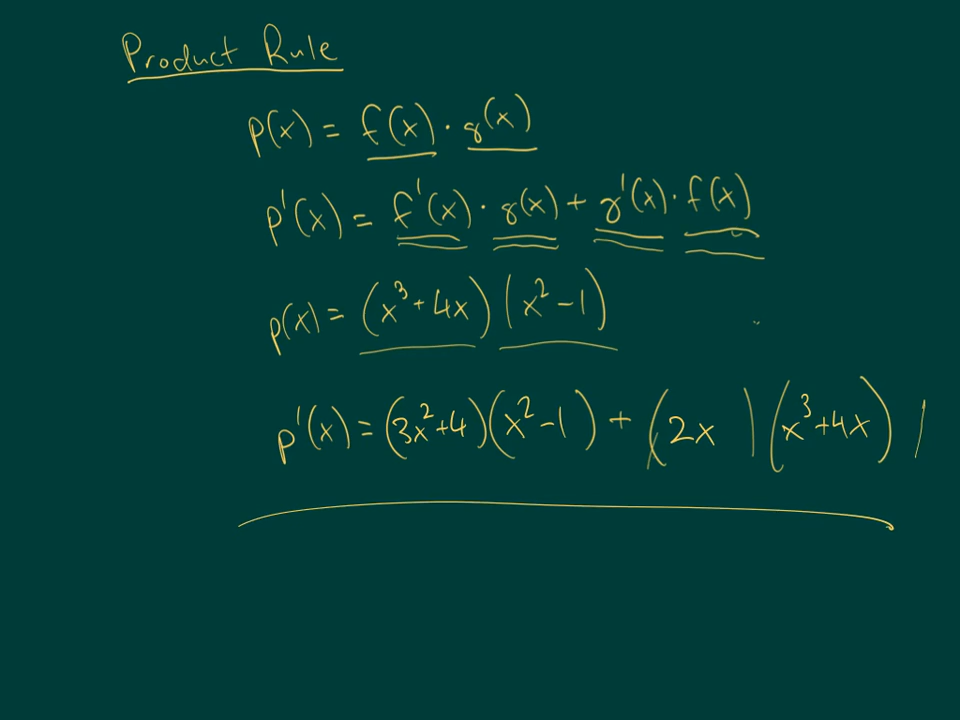 Product Rule
p(x) = f(x) · g(x)
p'(x) = f'(x) · g(x) + g'(x) · f(x)
p(x) = (x³ + 4x) (x² - 1)
p'(x) = (3x² + 4)(x² - 1) + (2x) (x³ + 4x)